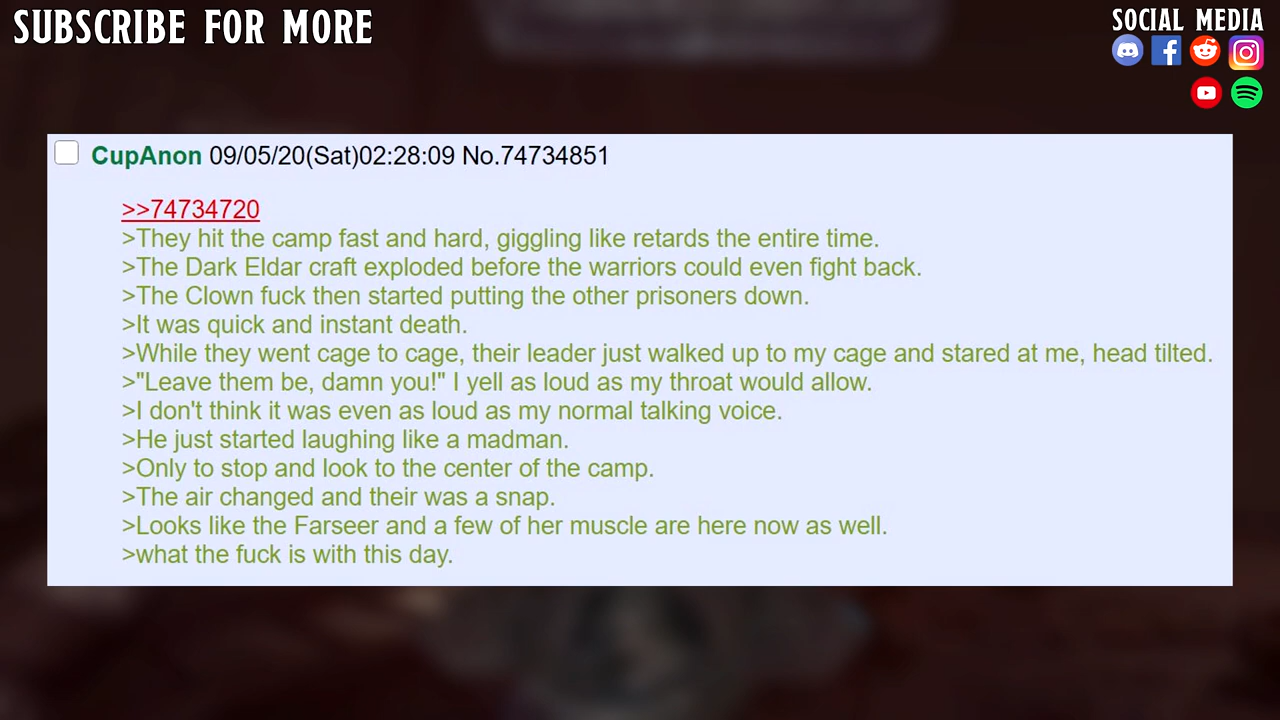 SUBSCRIBE FOR MORE
SOCIAL MEDIA
CupAnon 09/05/20(Sat)02:28:09 No.74734851
>>74734720
>They hit the camp fast and hard, giggling like retards the entire time.
>The Dark Eldar craft exploded before the warriors could even fight back.
>The Clown fuck then started putting the other prisoners down.
>It was quick and instant death.
>While they went cage to cage, their leader just walked up to my cage and stared at me, head tilted.
>"Leave them be, damn you!" I yell as loud as my throat would allow.
>I don't think it was even as loud as my normal talking voice.
>He just started laughing like a madman.
>Only to stop and look to the center of the camp.
>The air changed and their was a snap.
>Looks like the Farseer and a few of her muscle are here now as well.
>what the fuck is with this day.